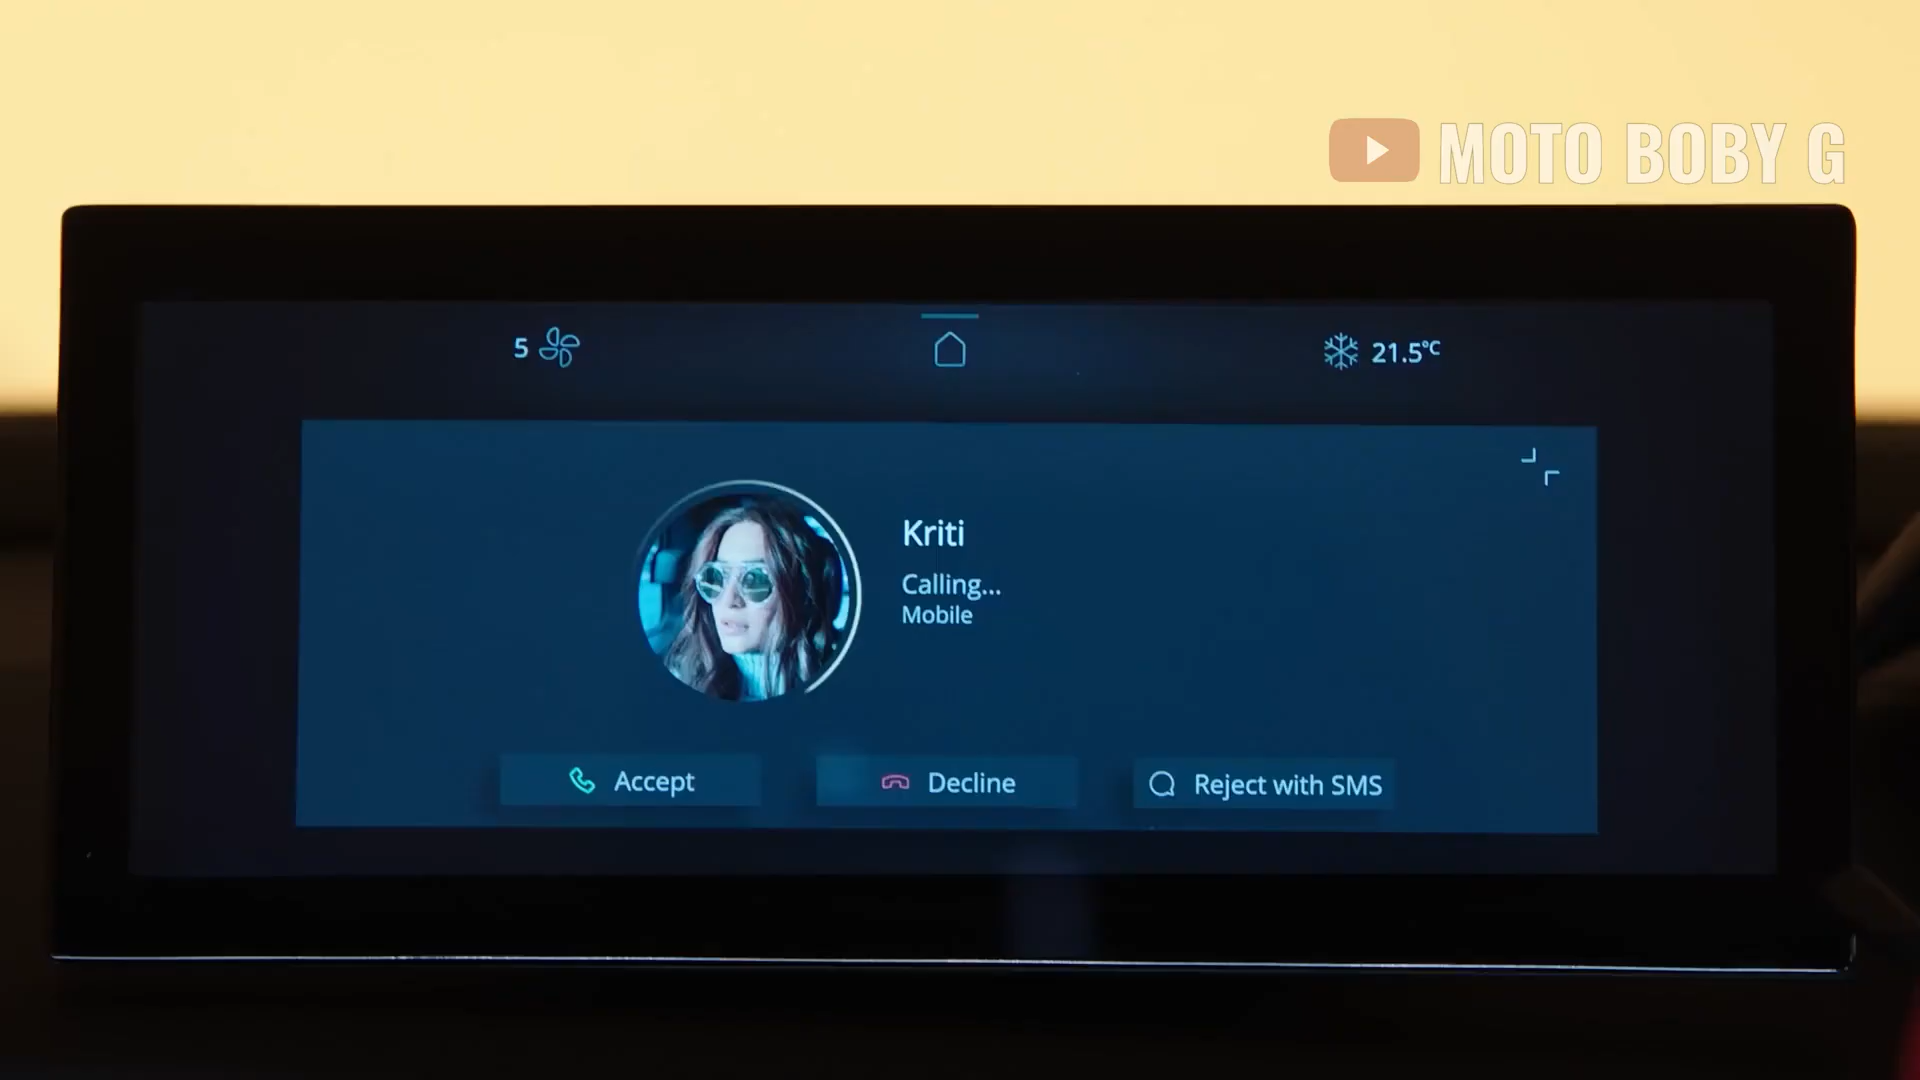 MOTO BOBY G
5
21.5°C
Kriti
Calling...
Mobile
Accept
Decline
Reject with SMS